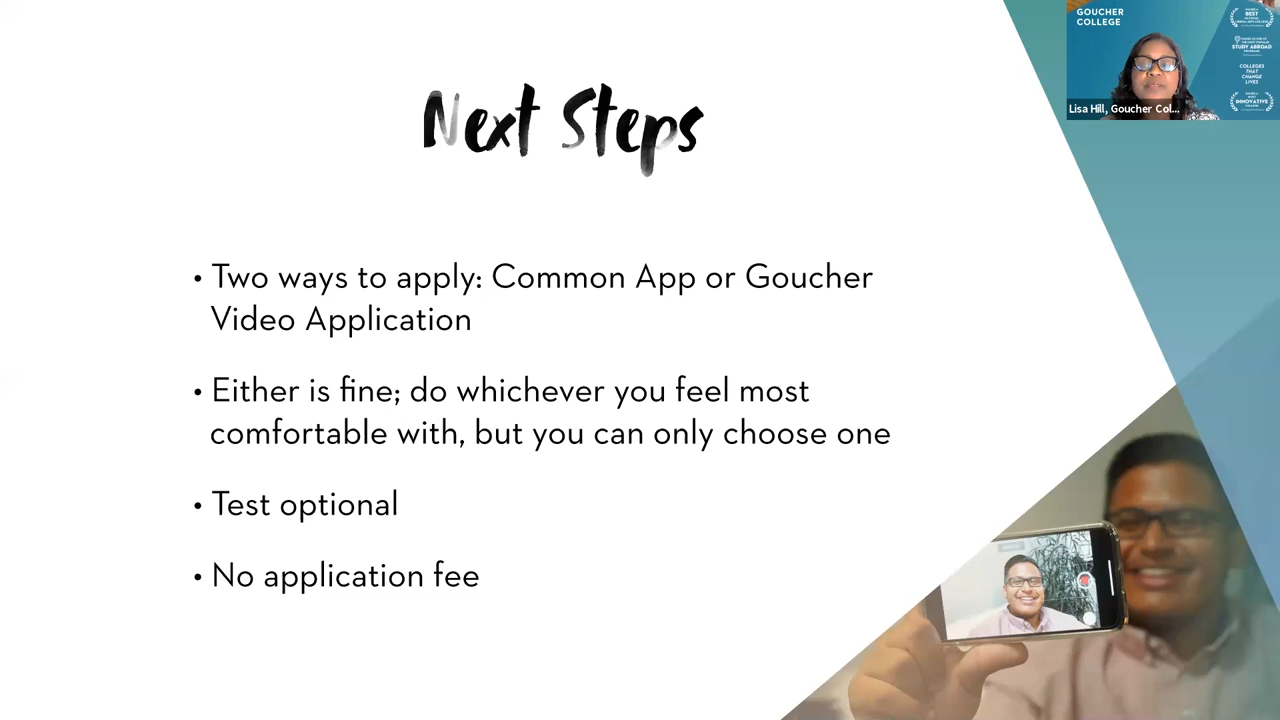 Next Steps
• Two ways to apply: Common App or Goucher
Video Application
• Either is fine; do whichever you feel most
comfortable with, but you can only choose one
• Test optional
• No application fee
GOUCHER
COLLEGE
BEST
STUDY ABROAD
COLLEGES
THAT
CHANGE
LIVES
INNOVATIVE
Lisa Hill, Goucher Col...